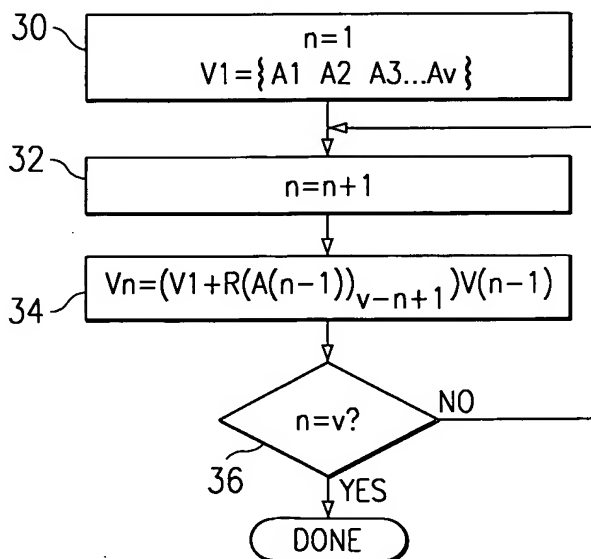 30
n=1
V1={A1 A2 A3...Av}
32
n=n+1
34
Vn=(V1+R(A(n-1))v-n+1)V(n-1)
n=v?
NO
36
YES
DONE